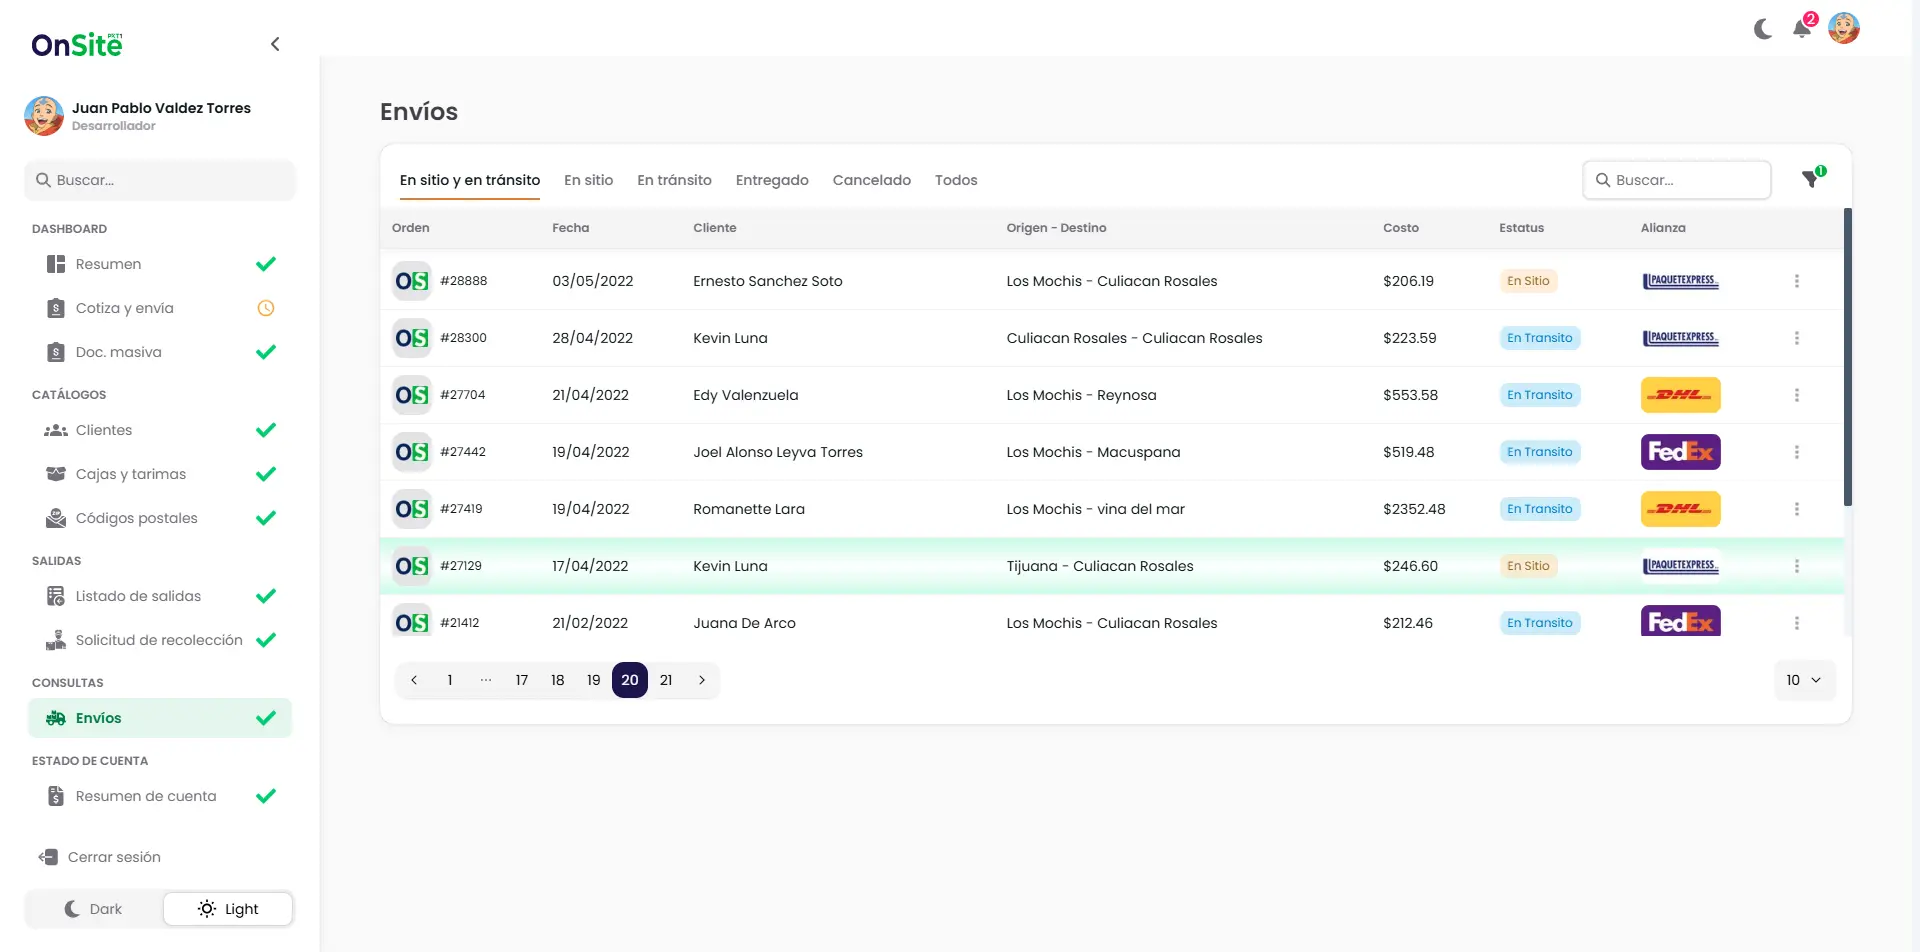 OnSite
2
Juan Pablo Valdez Torres
Desarrollador
Buscar...
DASHBOARD
Resumen
Cotiza y envía
Doc. masiva
CATÁLOGOS
Clientes
Cajas y tarimas
Códigos postales
SALIDAS
Listado de salidas
Solicitud de recolección
CONSULTAS
Envíos
ESTADO DE CUENTA
Resumen de cuenta
Cerrar sesión
Dark Light
Envíos
En sitio y en tránsito En sitio En tránsito Entregado Cancelado Todos Buscar... 1
Orden Fecha Cliente Origen - Destino Costo Estatus Alianza
OS #28888 03/05/2022 Ernesto Sanchez Soto Los Mochis - Culiacan Rosales $206.19 En Sitio PAQUETEXPRESS
OS #28300 28/04/2022 Kevin Luna Culiacan Rosales - Culiacan Rosales $223.59 En Transito PAQUETEXPRESS
OS #27704 21/04/2022 Edy Valenzuela Los Mochis - Reynosa $553.58 En Transito DHL
OS #27442 19/04/2022 Joel Alonso Leyva Torres Los Mochis - Macuspana $519.48 En Transito FedEx
OS #27419 19/04/2022 Romanette Lara Los Mochis - vina del mar $2352.48 En Transito DHL
OS #27129 17/04/2022 Kevin Luna Tijuana - Culiacan Rosales $246.60 En Sitio PAQUETEXPRESS
OS #21412 21/02/2022 Juana De Arco Los Mochis - Culiacan Rosales $212.46 En Transito FedEx
1 ... 17 18 19 20 21 10